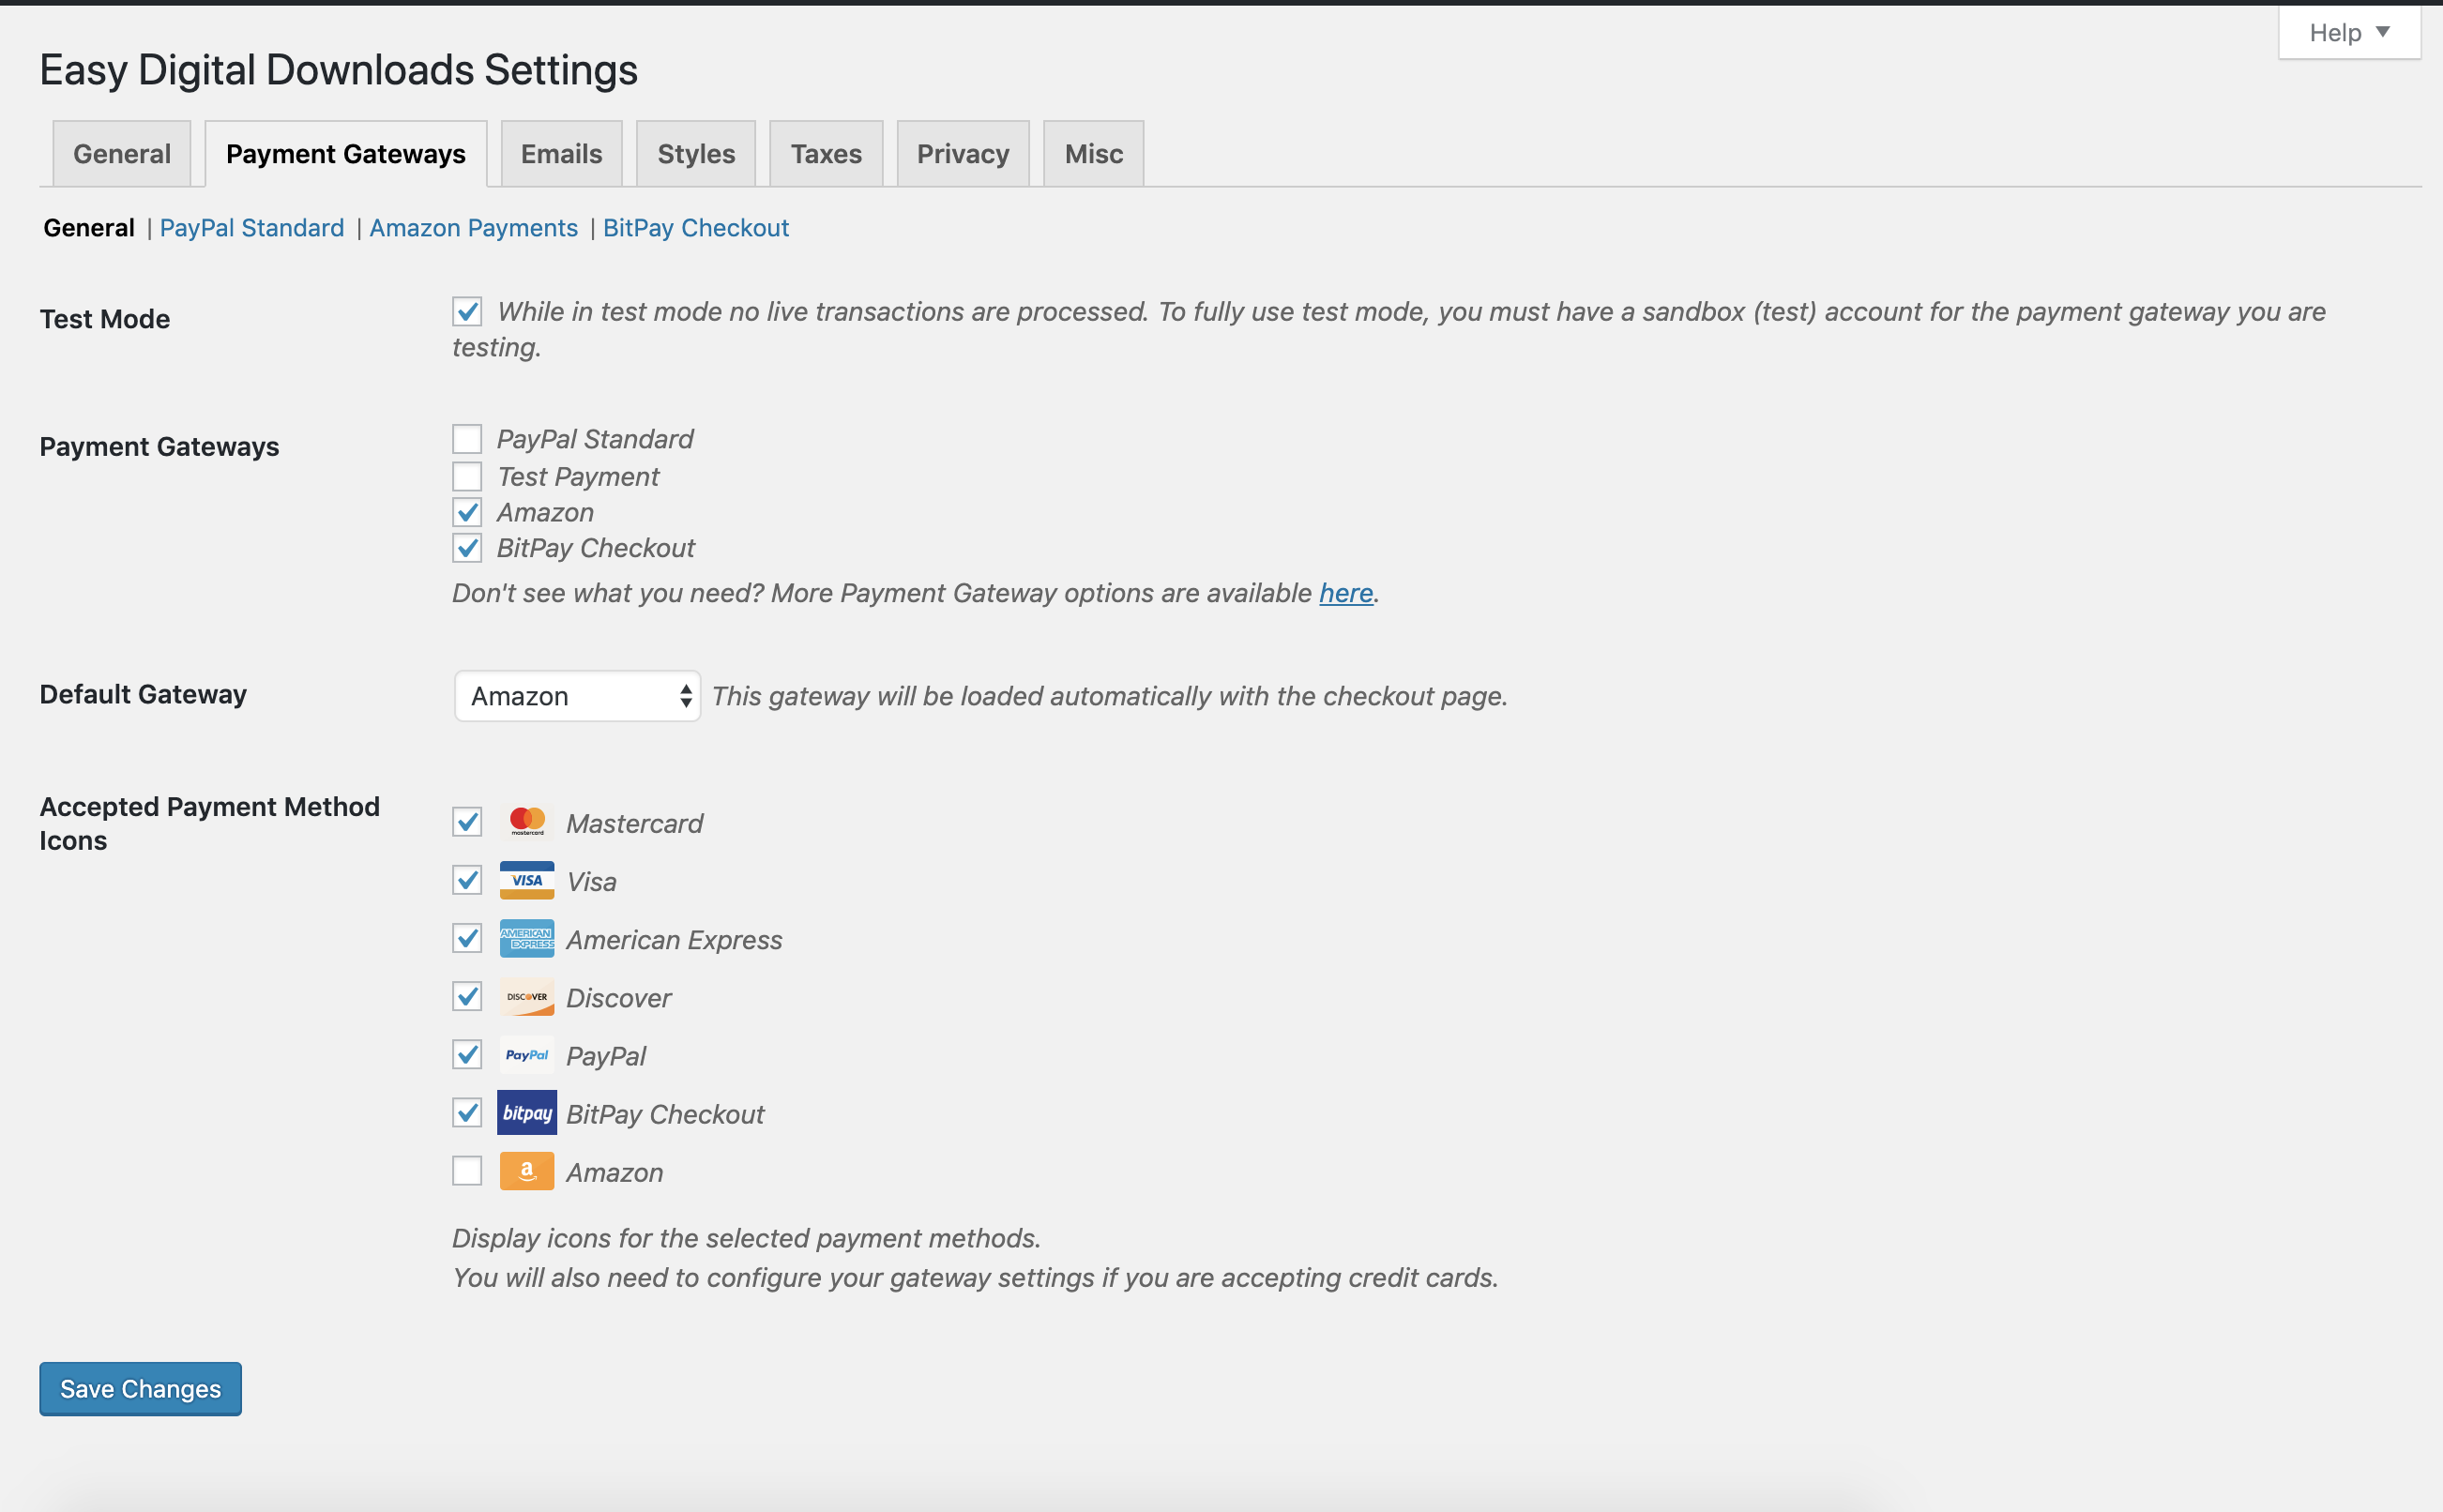 Help ▼
Easy Digital Downloads Settings
General Payment Gateways Emails Styles Taxes Privacy Misc
General | PayPal Standard | Amazon Payments | BitPay Checkout
Test Mode
While in test mode no live transactions are processed. To fully use test mode, you must have a sandbox (test) account for the payment gateway you are
testing.
Payment Gateways
PayPal Standard
Test Payment
Amazon
BitPay Checkout
Don't see what you need? More Payment Gateway options are available here.
Default Gateway
Amazon This gateway will be loaded automatically with the checkout page.
Accepted Payment Method
Icons
mastercard Mastercard
VISA Visa
AMERICAN
EXPRESS American Express
DISCOVER Discover
PayPal PayPal
bitpay BitPay Checkout
a Amazon
Display icons for the selected payment methods.
You will also need to configure your gateway settings if you are accepting credit cards.
Save Changes